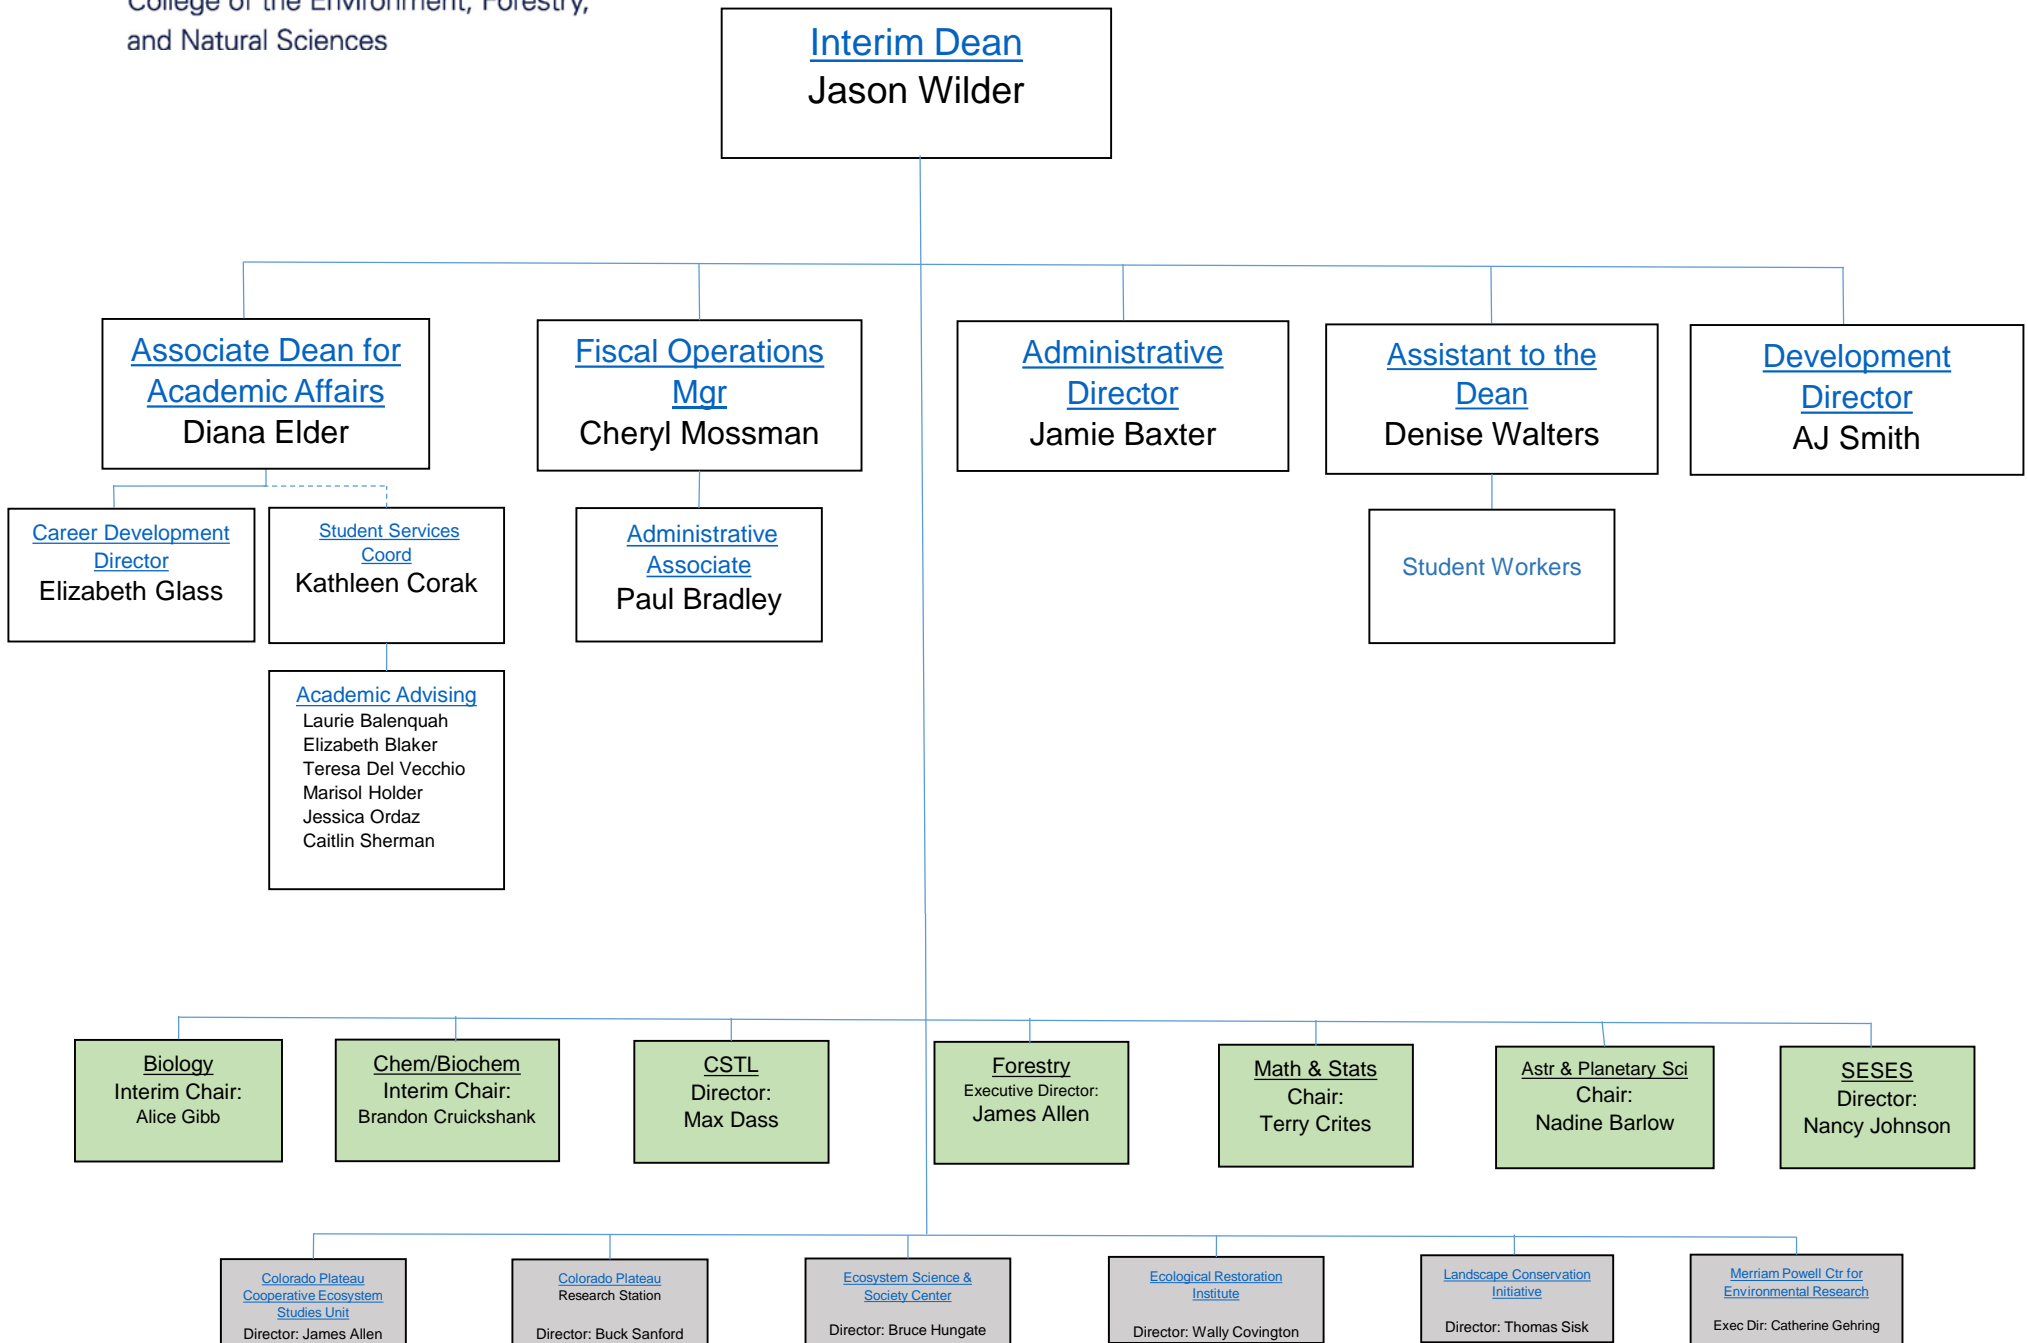 College of the Environment, Forestry,
and Natural Sciences
Interim Dean
Jason Wilder
Associate Dean for
Academic Affairs
Diana Elder
Fiscal Operations
Mgr
Cheryl Mossman
Administrative
Director
Jamie Baxter
Assistant to the
Dean
Denise Walters
Development
Director
AJ Smith
Career Development
Director
Elizabeth Glass
Student Services
Coord
Kathleen Corak
Administrative
Associate
Paul Bradley
Student Workers
Academic Advising
Laurie Balenquah
Elizabeth Blaker
Teresa Del Vecchio
Marisol Holder
Jessica Ordaz
Caitlin Sherman
Biology
Interim Chair:
Alice Gibb
Chem/Biochem
Interim Chair:
Brandon Cruickshank
CSTL
Director:
Max Dass
Forestry
Executive Director:
James Allen
Math & Stats
Chair:
Terry Crites
Astr & Planetary Sci
Chair:
Nadine Barlow
SESES
Director:
Nancy Johnson
Colorado Plateau
Cooperative Ecosystem
Studies Unit
Director: James Allen
Colorado Plateau
Research Station
Director: Buck Sanford
Ecosystem Science &
Society Center
Director: Bruce Hungate
Ecological Restoration
Institute
Director: Wally Covington
Landscape Conservation
Initiative
Director: Thomas Sisk
Merriam Powell Ctr for
Environmental Research
Exec Dir: Catherine Gehring